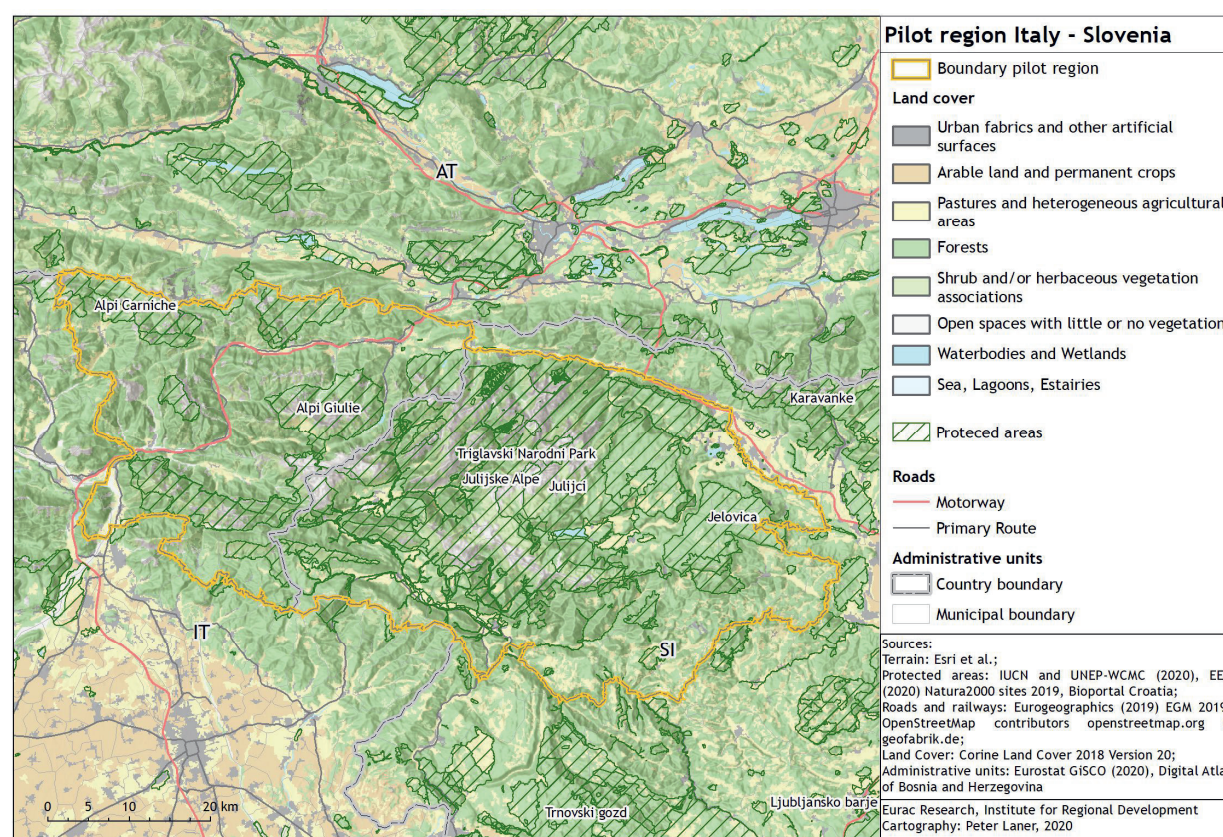 AT
Alpi Carniche
Alpi Giulie
Karavanke
Triglavski Narodni Park
Julijske Alpe
Julijci
Jelovica
IT
SI
Trnovski gozd
Ljubljansko barje
0 5 10 20 km
Pilot region Italy - Slovenia
Boundary pilot region
Land cover
Urban fabrics and other artificial
surfaces
Arable land and permanent crops
Pastures and heterogeneous agricultural
areas
Forests
Shrub and/or herbaceous vegetation
associations
Open spaces with little or no vegetation
Waterbodies and Wetlands
Sea, Lagoons, Estairies
Proteced areas
Roads
Motorway
Primary Route
Administrative units
Country boundary
Municipal boundary
Sources:
Terrain: Esri et al.;
Protected areas: IUCN and UNEP-WCMC (2020), EE
(2020) Natura2000 sites 2019, Bioportal Croatia;
Roads and railways: Eurogeographics (2019) EGM 2019
OpenStreetMap contributors openstreetmap.org
geofabrik.de;
Land Cover: Corine Land Cover 2018 Version 20;
Administrative units: Eurostat GiSCO (2020), Digital Atla
of Bosnia and Herzegovina
Eurac Research, Institute for Regional Development
Cartography: Peter Laner, 2020